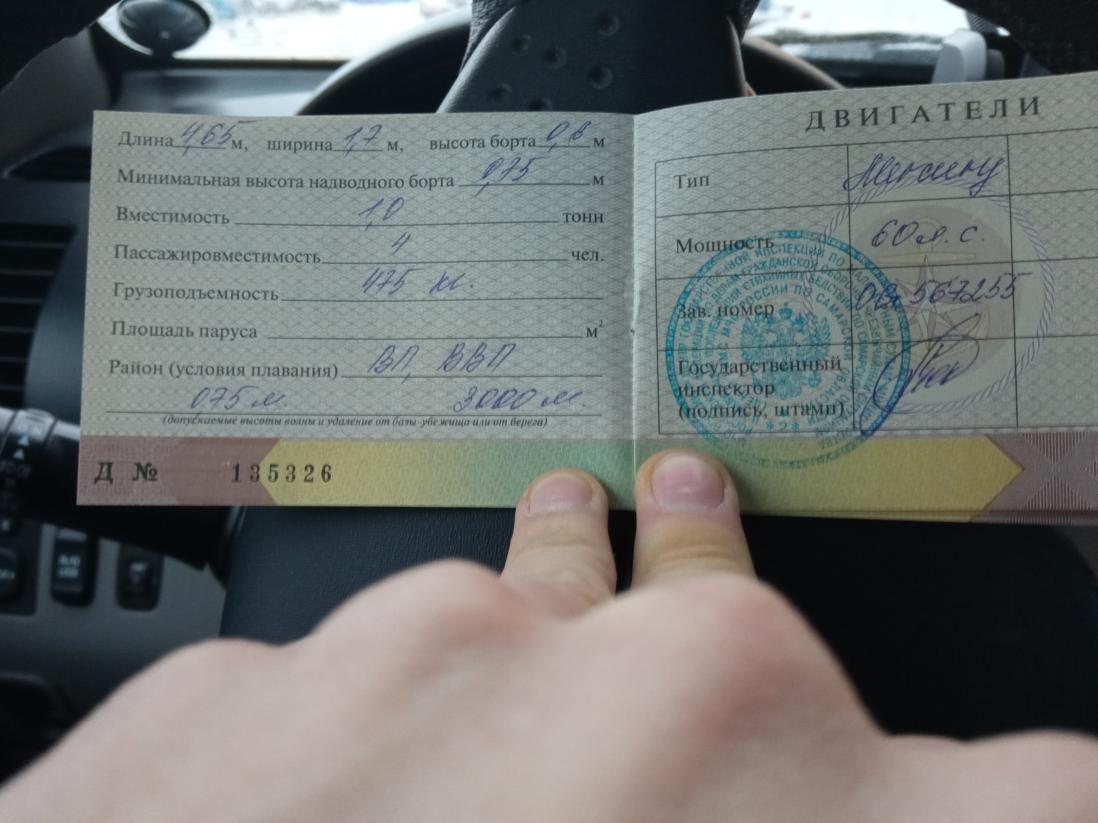 Длина 4,65 м, ширина 1,7 м, высота борта 0,8 м
Минимальная высота надводного борта 0,75 м
Вместимость 1,0 тонн
Пассажировместимость 4 чел.
Грузоподъемность 475 кг.
Площадь паруса м²
Район (условия плавания) ВП, ВВП
075 м. 3000 м.
(допускаемые высоты волны и удаление от базы-убежища или от берега)
Д № 135326
ДВИГАТЕЛИ
Тип Меркури
Мощность 60 л.с.
Зав. номер 567255
Государственный
инспектор
(подпись, штамп)